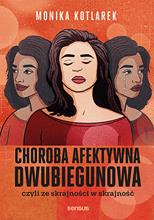 MONIKA KOTLAREK
CHOROBA AFEKTYWNA
DWUBIEGUNOWA
czyli ze skrajności w skrajność
sensus